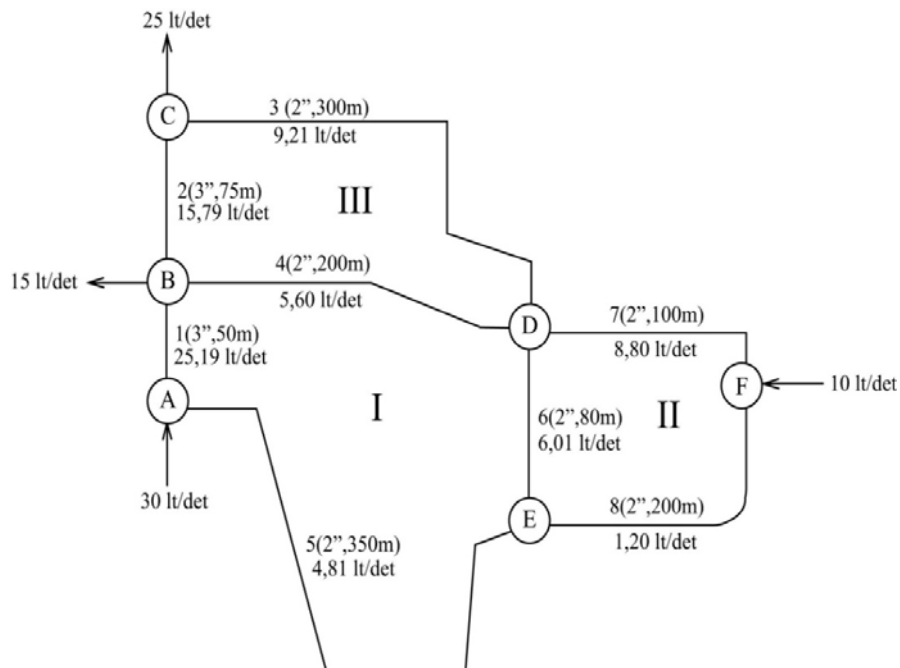 25 lt/det
C
3 (2”,300m)
9,21 lt/det
2(3”,75m)
15,79 lt/det
III
15 lt/det
B
4(2”,200m)
5,60 lt/det
D
7(2”,100m)
8,80 lt/det
1(3”,50m)
25,19 lt/det
A
I
F
10 lt/det
6(2”,80m)
6,01 lt/det
II
30 lt/det
E
8(2”,200m)
1,20 lt/det
5(2”,350m)
4,81 lt/det